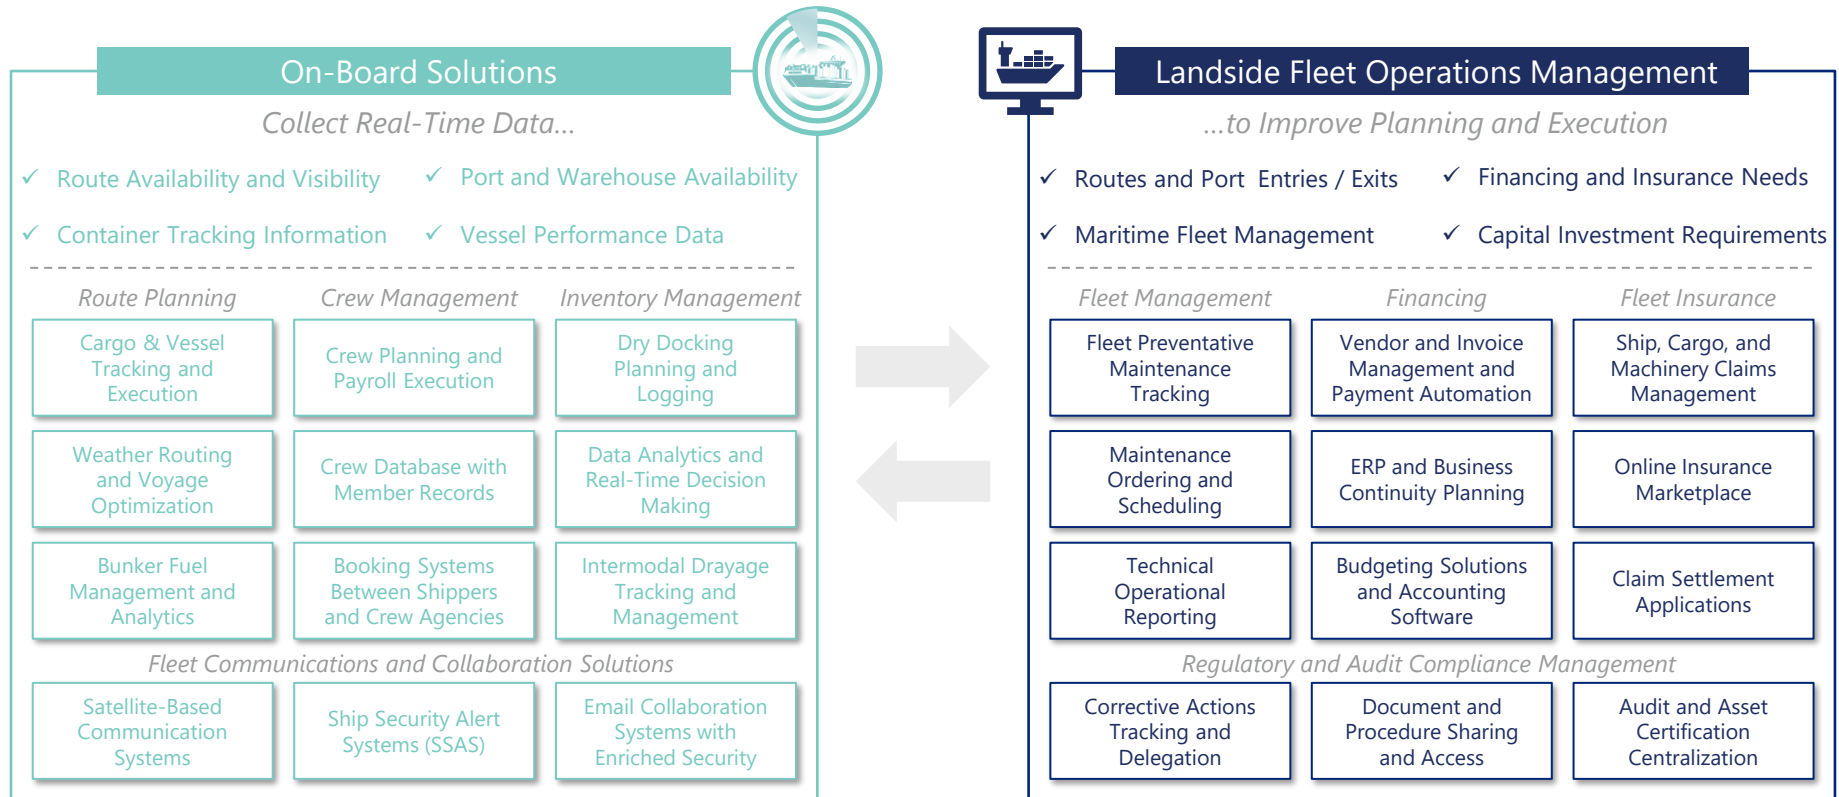 On-Board Solutions
Collect Real-Time Data...
✓ Route Availability and Visibility
✓ Port and Warehouse Availability
✓ Container Tracking Information
✓ Vessel Performance Data
Route Planning
Crew Management
Inventory Management
Cargo & Vessel
Tracking and
Execution
Crew Planning and
Payroll Execution
Dry Docking
Planning and
Logging
Weather Routing
and Voyage
Optimization
Crew Database with
Member Records
Data Analytics and
Real-Time Decision
Making
Bunker Fuel
Management and
Analytics
Booking Systems
Between Shippers
and Crew Agencies
Intermodal Drayage
Tracking and
Management
Fleet Communications and Collaboration Solutions
Satellite-Based
Communication
Systems
Ship Security Alert
Systems (SSAS)
Email Collaboration
Systems with
Enriched Security
Landside Fleet Operations Management
...to Improve Planning and Execution
✓ Routes and Port Entries / Exits
✓ Financing and Insurance Needs
✓ Maritime Fleet Management
✓ Capital Investment Requirements
Fleet Management
Financing
Fleet Insurance
Fleet Preventative
Maintenance
Tracking
Vendor and Invoice
Management and
Payment Automation
Ship, Cargo, and
Machinery Claims
Management
Maintenance
Ordering and
Scheduling
ERP and Business
Continuity Planning
Online Insurance
Marketplace
Technical
Operational
Reporting
Budgeting Solutions
and Accounting
Software
Claim Settlement
Applications
Regulatory and Audit Compliance Management
Corrective Actions
Tracking and
Delegation
Document and
Procedure Sharing
and Access
Audit and Asset
Certification
Centralization